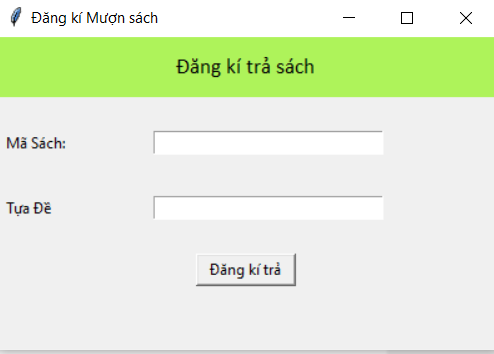 Đăng kí Mượn sách
Đăng kí trả sách
Mã Sách:
Tựa Đề
Đăng kí trả